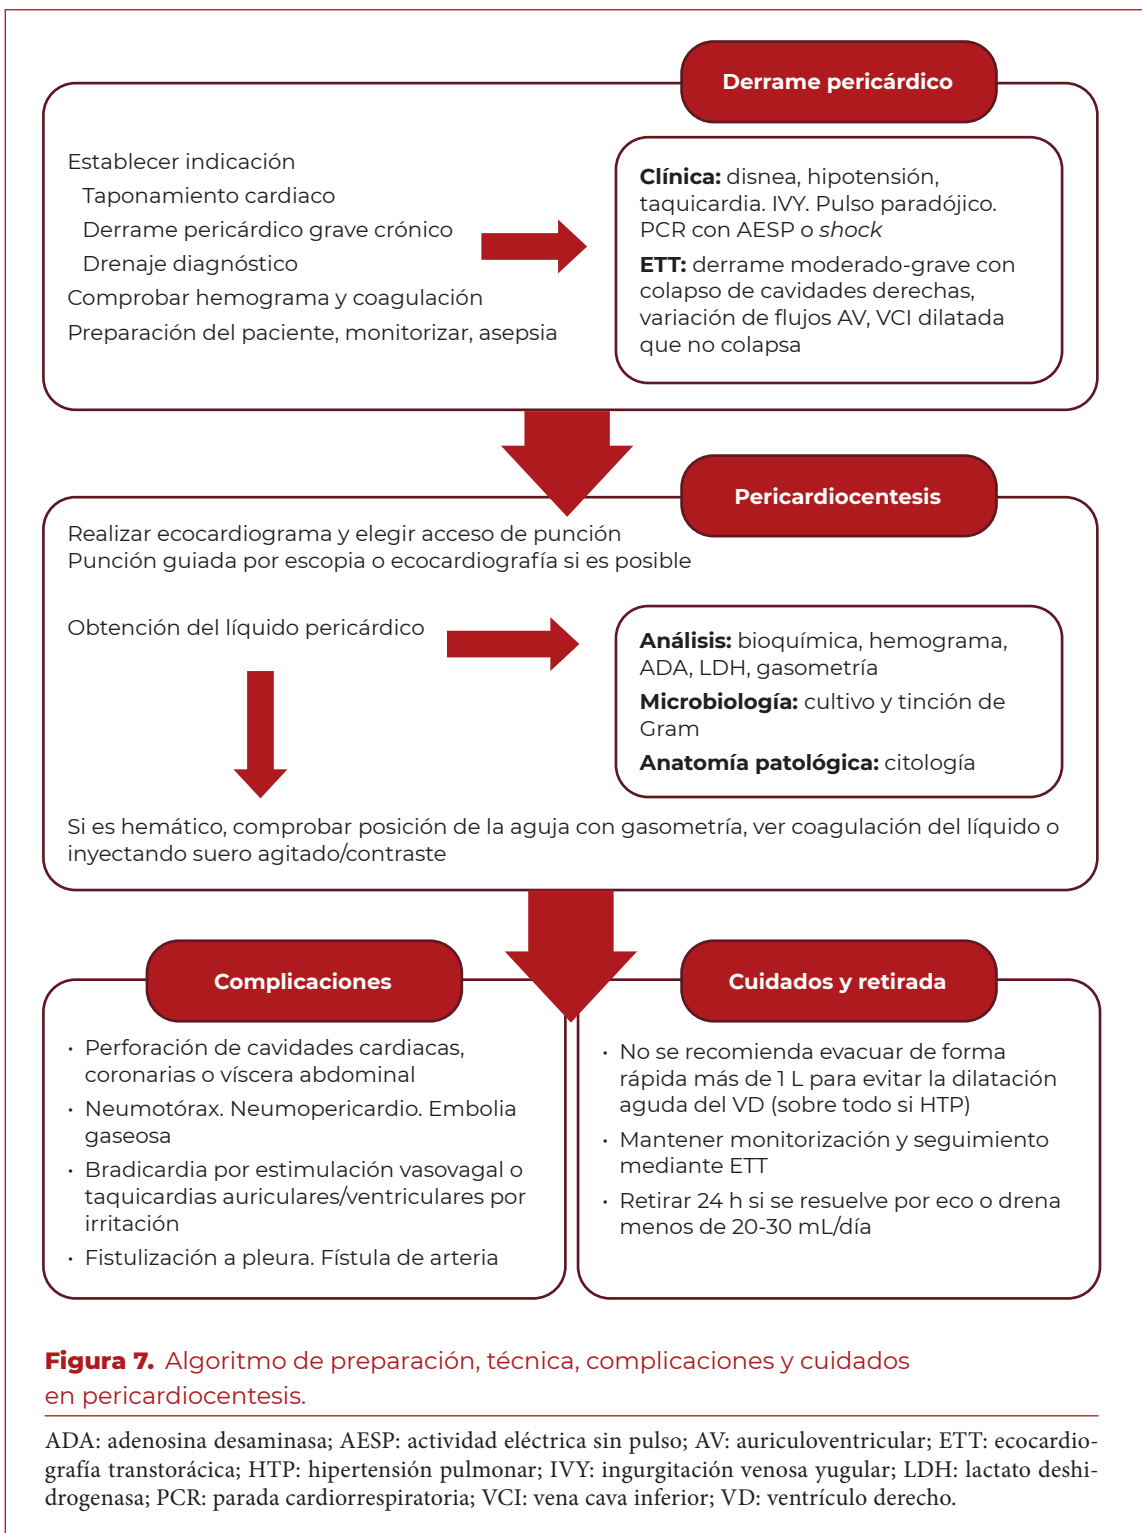 Derrame pericárdico
Establecer indicación
Taponamiento cardiaco
Derrame pericárdico grave crónico
Drenaje diagnóstico
Comprobar hemograma y coagulación
Preparación del paciente, monitorizar, asepsia
Clínica: disnea, hipotensión,
taquicardia. IVY. Pulso paradójico.
PCR con AESP o shock
ETT: derrame moderado-grave con
colapso de cavidades derechas,
variación de flujos AV, VCI dilatada
que no colapsa
Pericardiocentesis
Realizar ecocardiograma y elegir acceso de punción
Punción guiada por escopia o ecocardiografía si es posible
Obtención del líquido pericárdico
Análisis: bioquímica, hemograma,
ADA, LDH, gasometría
Microbiología: cultivo y tinción de
Gram
Anatomía patológica: citología
Si es hemático, comprobar posición de la aguja con gasometría, ver coagulación del líquido o
inyectando suero agitado/contraste
Complicaciones
• Perforación de cavidades cardiacas,
coronarias o víscera abdominal
• Neumotórax. Neumopericardio. Embolia
gaseosa
• Bradicardia por estimulación vasovagal o
taquicardias auriculares/ventriculares por
irritación
• Fistulización a pleura. Fístula de arteria
Cuidados y retirada
• No se recomienda evacuar de forma
rápida más de 1 L para evitar la dilatación
aguda del VD (sobre todo si HTP)
• Mantener monitorización y seguimiento
mediante ETT
• Retirar 24 h si se resuelve por eco o drena
menos de 20-30 mL/día
Figura 7. Algoritmo de preparación, técnica, complicaciones y cuidados
en pericardiocentesis.
ADA: adenosina desaminasa; AESP: actividad eléctrica sin pulso; AV: auriculoventricular; ETT: ecocardio-
grafía transtorácica; HTP: hipertensión pulmonar; IVY: ingurgitación venosa yugular; LDH: lactato deshi-
drogenasa; PCR: parada cardiorrespiratoria; VCI: vena cava inferior; VD: ventrículo derecho.